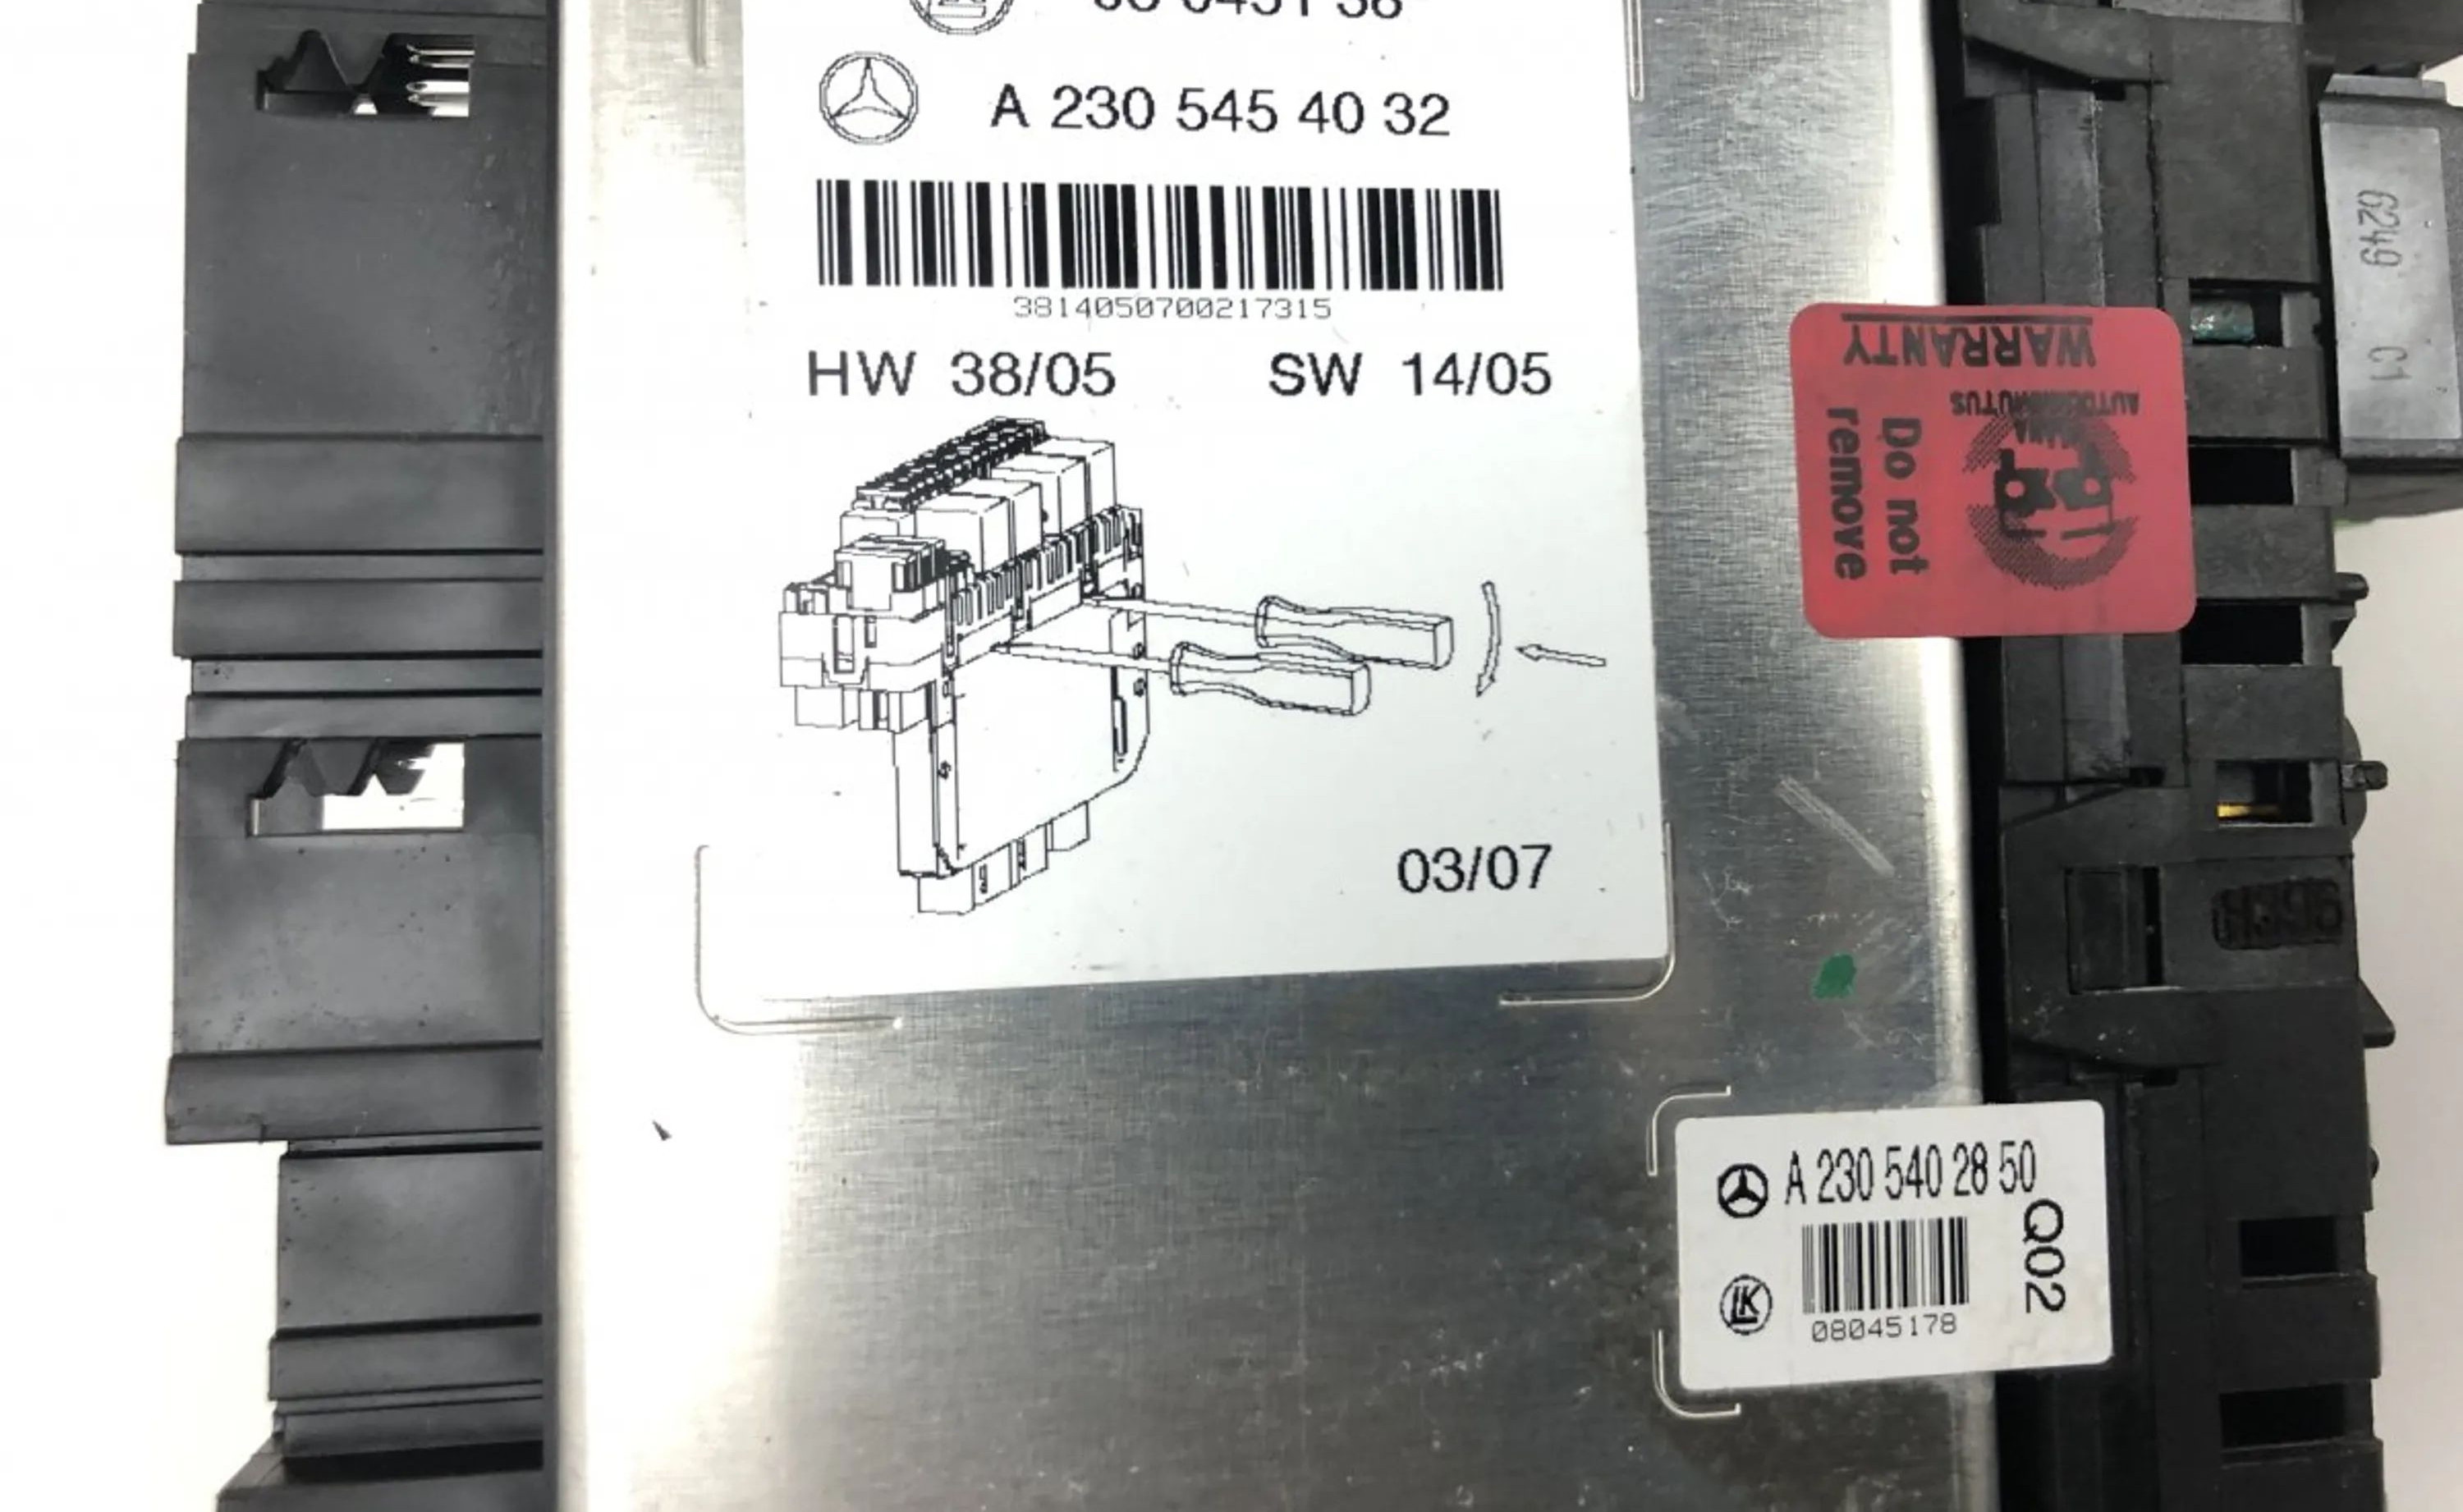 A 230 545 40 32
3814050700217315
HW 38/05 SW 14/05
03/07
WARRANTY
Do not
remove
6249 C1
A 230 540 28 50
Q02
LK
08045178